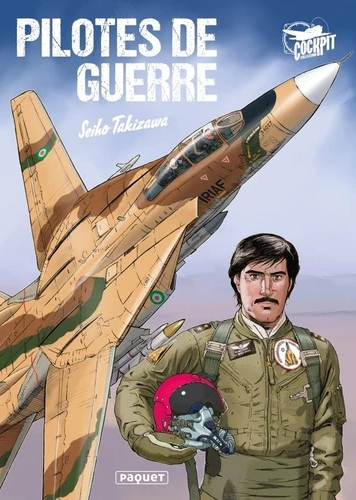 PILOTES DE
GUERRE
Seiho Takizawa
COCKPIT
IRIAF
PAQUET